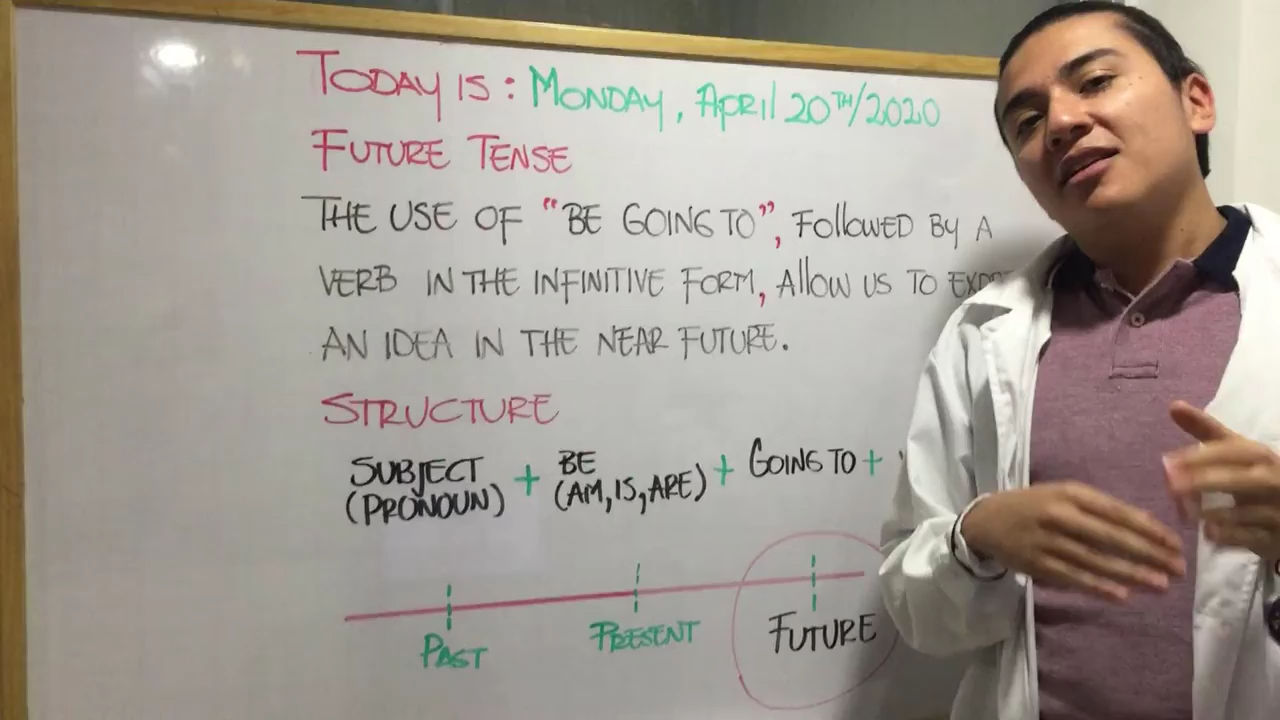 TODAY IS: MONDAY, APRIL 20TH/2020
FUTURE TENSE
THE USE OF "BE GOING TO", FOLLOWED BY A
VERB IN THE INFINITIVE FORM, ALLOW US TO
AN IDEA IN THE NEAR FUTURE.
STRUCTURE
SUBJECT + BE + GOING TO +
(PRONOUN) (AM, IS, ARE)
PAST PRESENT FUTURE